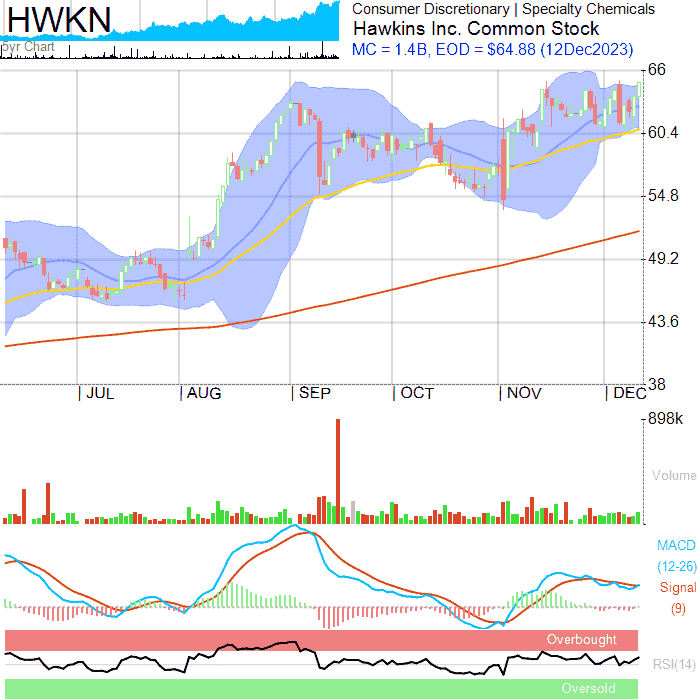 HWKN
5yr Chart
Consumer Discretionary | Specialty Chemicals
Hawkins Inc. Common Stock
MC = 1.4B, EOD = $64.88 (12Dec2023)
66
60.4
54.8
49.2
43.6
38
| JUL | AUG | SEP | OCT | NOV | DEC
898k
Volume
MACD
(12-26)
Signal
(9)
Overbought
RSI(14)
Oversold